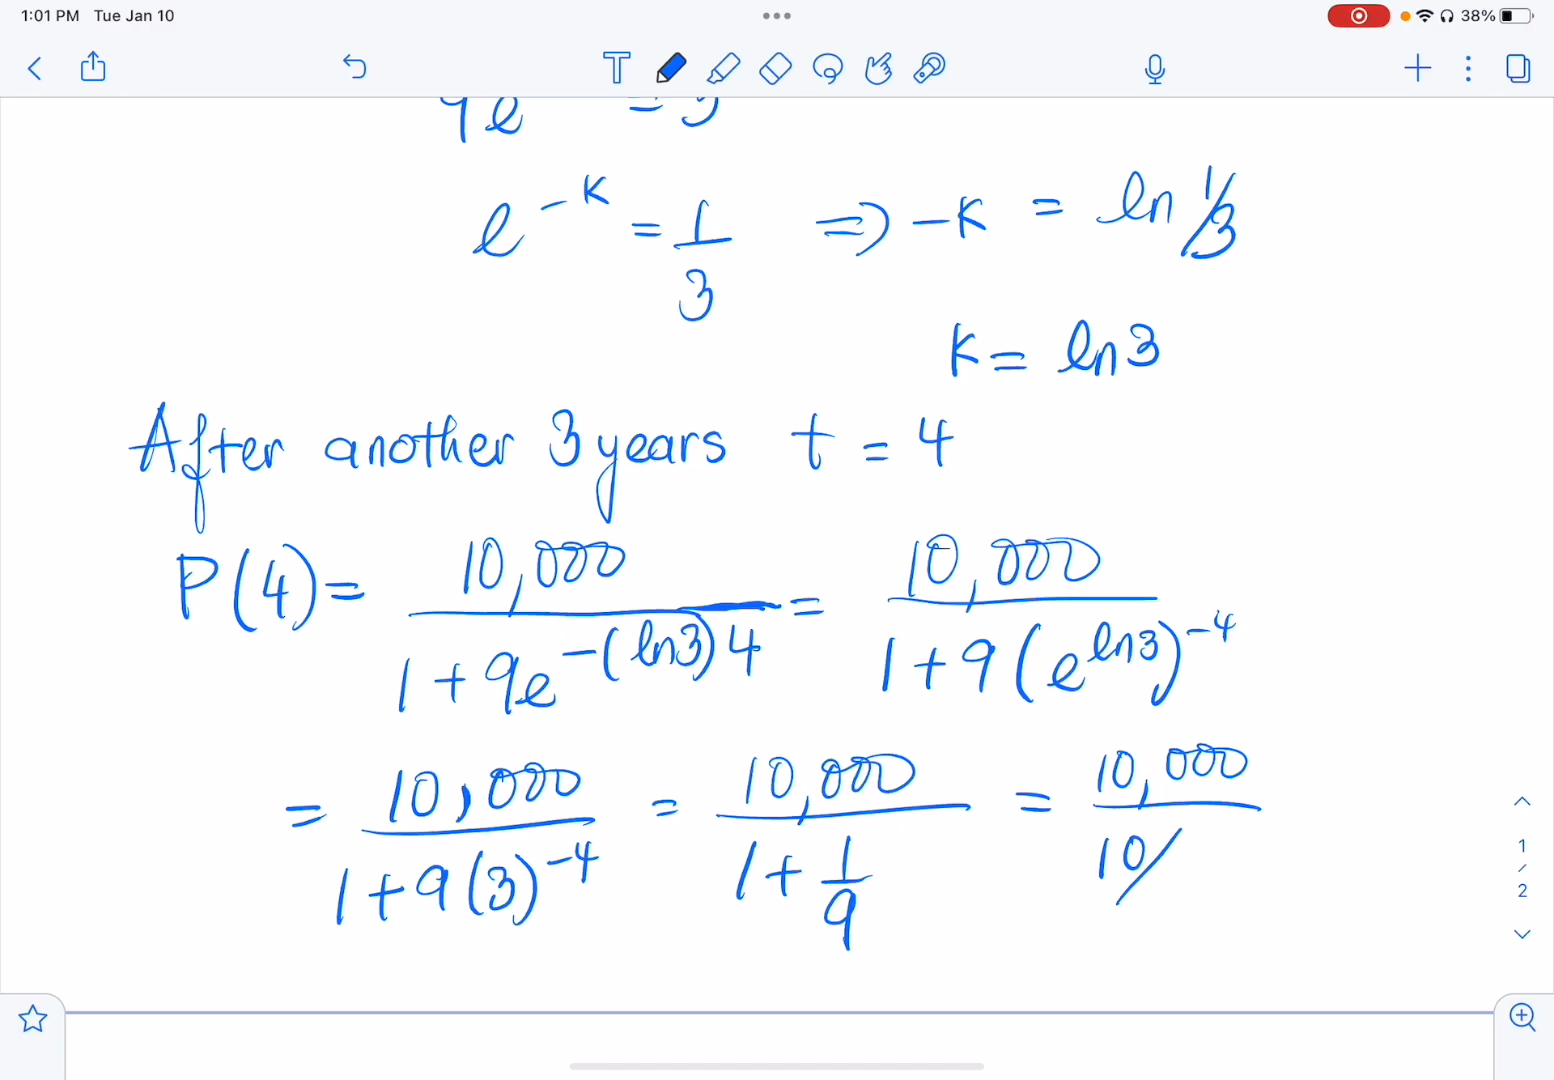 1:01 PM Tue Jan 10
38%
9e = 3
e^{-k} = 1/3 ⇒ -k = ln 1/3
k = ln3
After another 3 years t = 4
P(4) = 10,000 / 1+9e^{-(ln3)4} = 10,000 / 1+9(e^{ln3})^{-4}
= 10,000 / 1+9(3)^{-4} = 10,000 / 1+1/9 = 10,000 / 10/
1
/
2